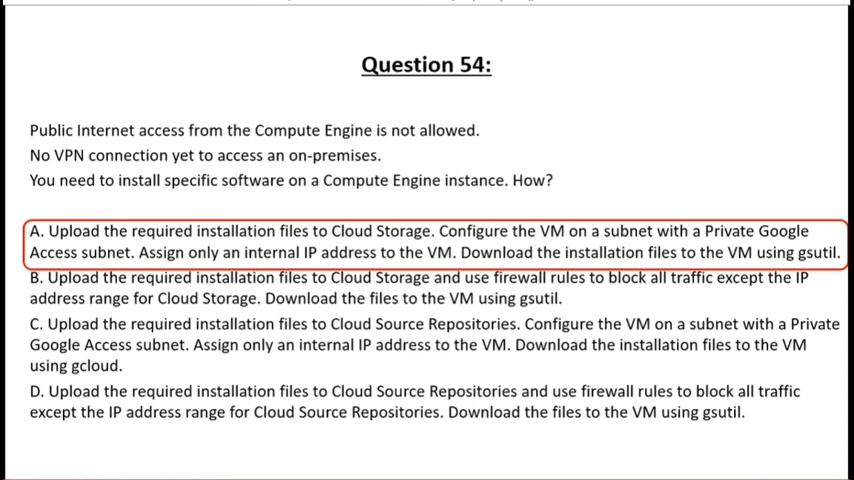 Question 54:
Public Internet access from the Compute Engine is not allowed.
No VPN connection yet to access an on-premises.
You need to install specific software on a Compute Engine instance. How?
A. Upload the required installation files to Cloud Storage. Configure the VM on a subnet with a Private Google
Access subnet. Assign only an internal IP address to the VM. Download the installation files to the VM using gsutil.
B. Upload the required installation files to Cloud Storage and use firewall rules to block all traffic except the IP
address range for Cloud Storage. Download the files to the VM using gsutil.
C. Upload the required installation files to Cloud Source Repositories. Configure the VM on a subnet with a Private
Google Access subnet. Assign only an internal IP address to the VM. Download the installation files to the VM
using gcloud.
D. Upload the required installation files to Cloud Source Repositories and use firewall rules to block all traffic
except the IP address range for Cloud Source Repositories. Download the files to the VM using gsutil.